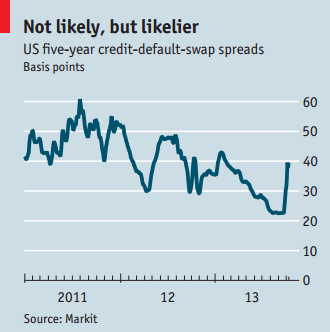 Not likely, but likelier
US five-year credit-default-swap spreads
Basis points
60
50
40
30
20
10
0
2011 12 13
Source: Markit